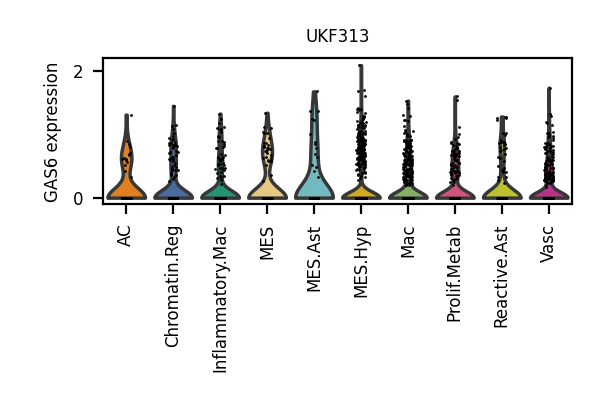 UKF313
GAS6 expression
2
0
AC
Chromatin.Reg
Inflammatory.Mac
MES
MES.Ast
MES.Hyp
Mac
Prolif.Metab
Reactive.Ast
Vasc